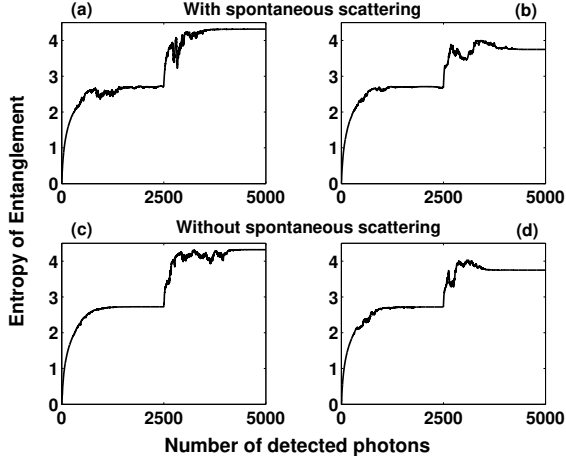 (a) With spontaneous scattering (b)
4
3
2
1
0
0 2500 5000
4
3
2
1
0
0 2500 5000
Entropy of Entanglement
(c) Without spontaneous scattering (d)
4
3
2
1
0
0 2500 5000
4
3
2
1
0
0 2500 5000
Number of detected photons